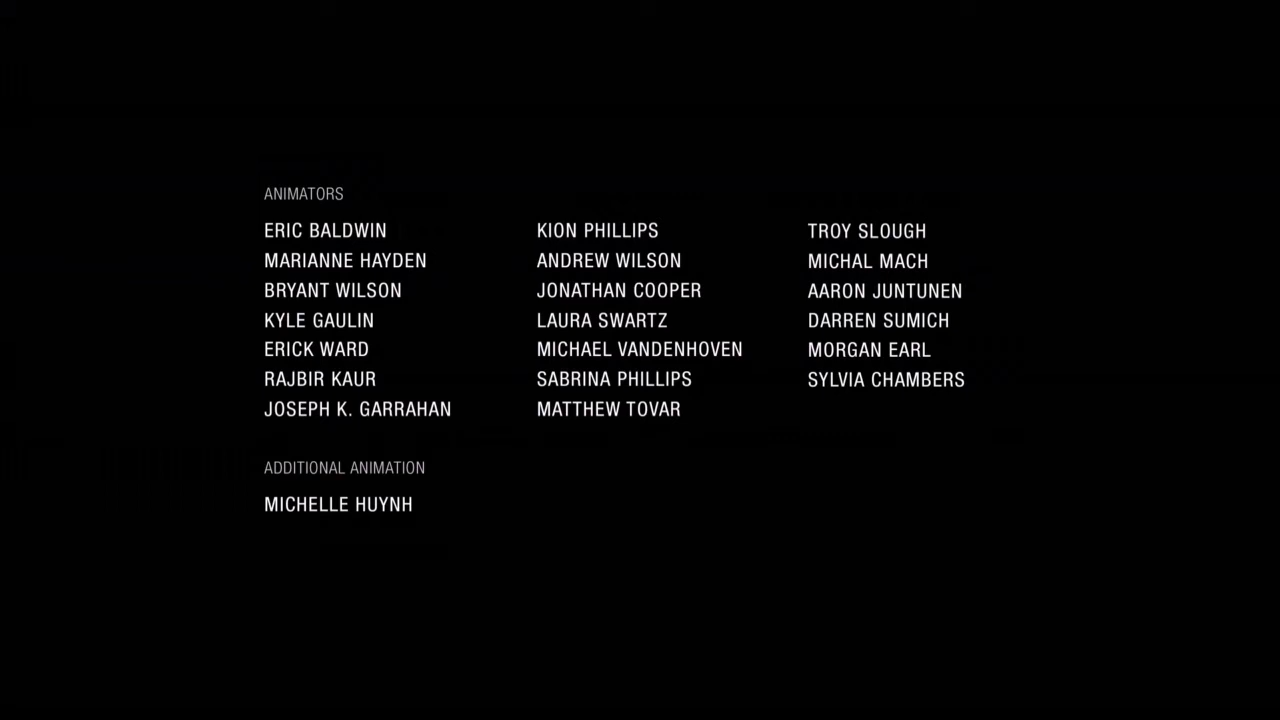 ANIMATORS
ERIC BALDWIN
MARIANNE HAYDEN
BRYANT WILSON
KYLE GAULIN
ERICK WARD
RAJBIR KAUR
JOSEPH K. GARRAHAN
KION PHILLIPS
ANDREW WILSON
JONATHAN COOPER
LAURA SWARTZ
MICHAEL VANDENHOVEN
SABRINA PHILLIPS
MATTHEW TOVAR
TROY SLOUGH
MICHAL MACH
AARON JUNTUNEN
DARREN SUMICH
MORGAN EARL
SYLVIA CHAMBERS
ADDITIONAL ANIMATION
MICHELLE HUYNH